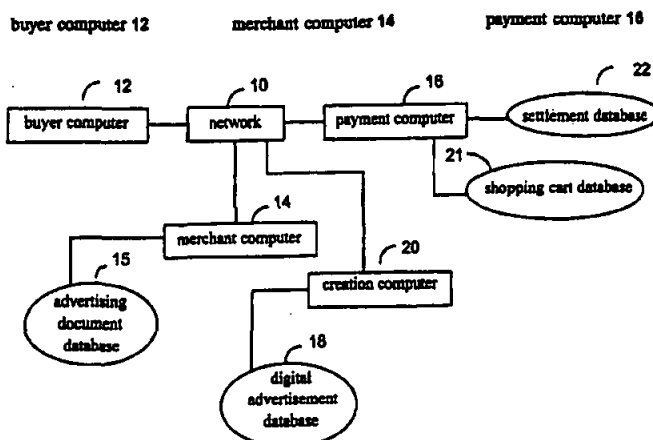 buyer computer 12 merchant computer 14 payment computer 16
12 10 16 22
buyer computer network payment computer settlement database
21
shopping cart database
14
merchant computer
15 20
advertising
document
database
creation computer
18
digital
advertisement
database